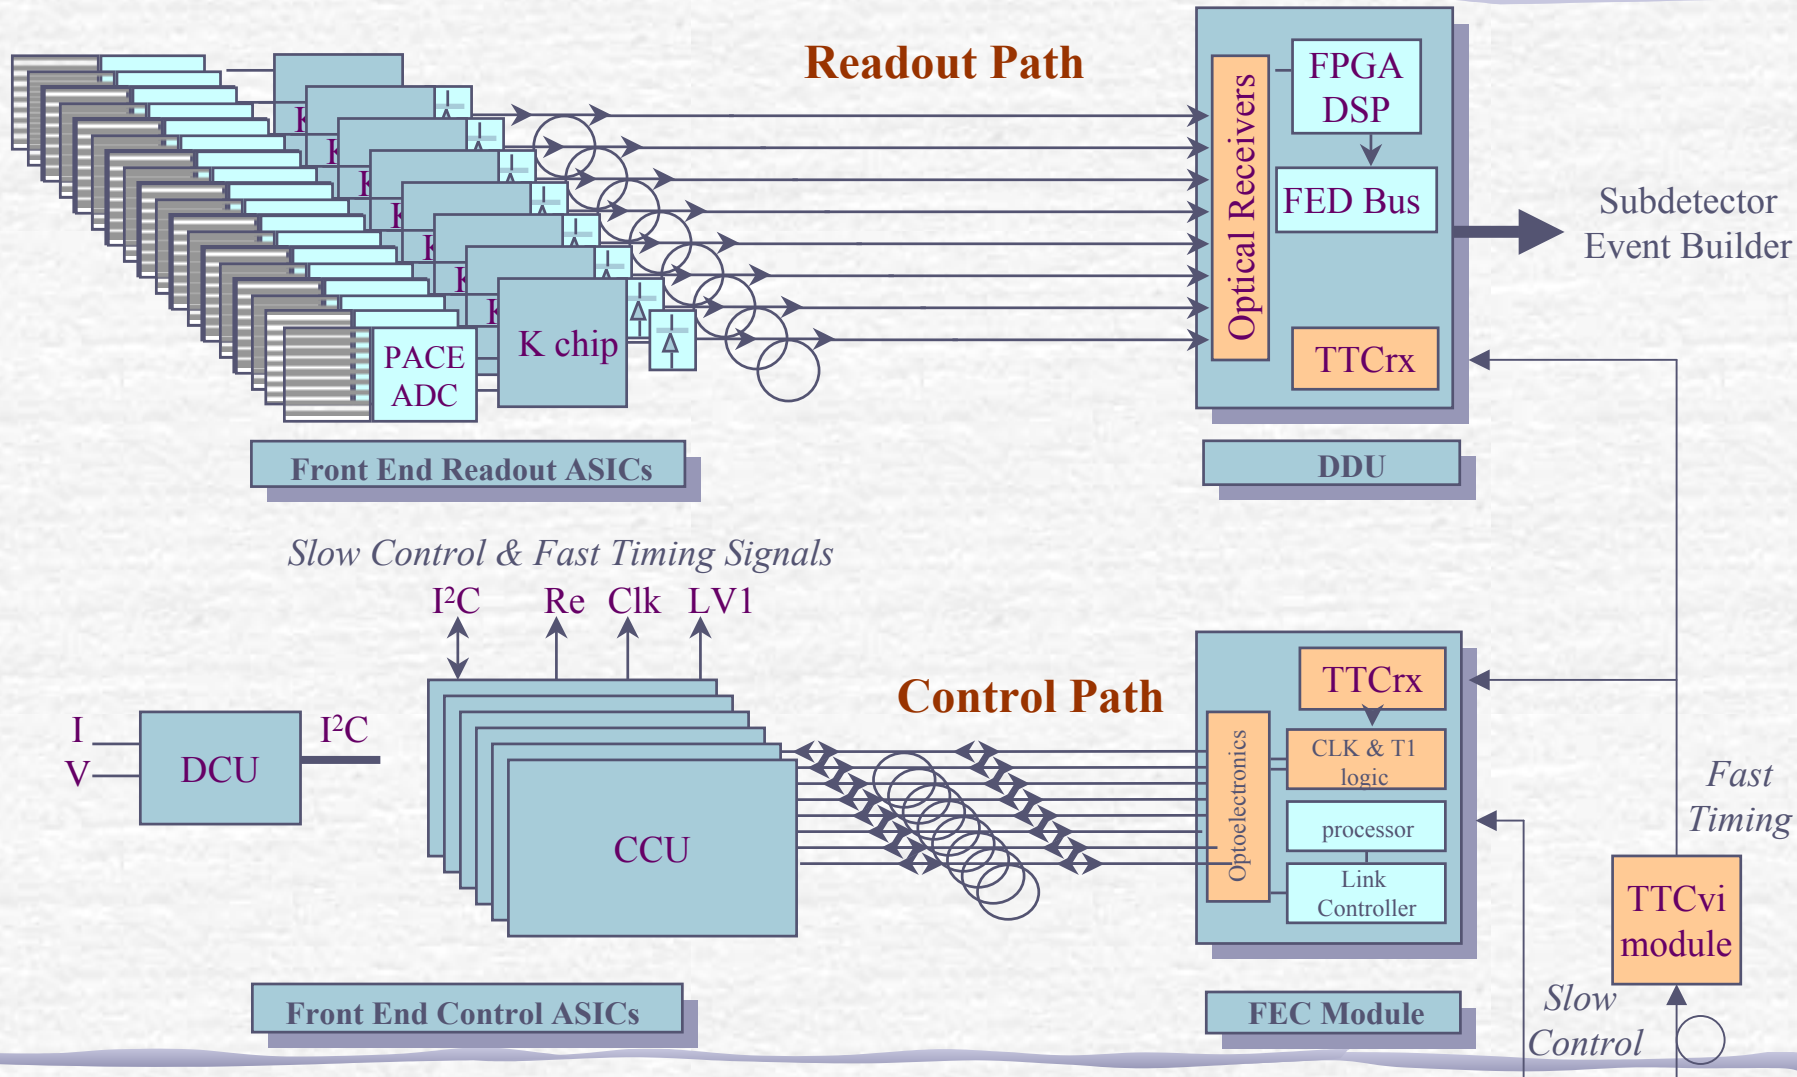 Readout Path
FPGA
DSP
Optical Receivers
FED Bus
TTCrx
Subdetector
Event Builder
K
K
K
K
K
K
K
K chip
PACE
ADC
Front End Readout ASICs
DDU
Slow Control & Fast Timing Signals
I²C
Re
Clk
LV1
Control Path
I
V
DCU
I²C
CCU
TTCrx
Optoelectronics
CLK & T1
logic
processor
Link
Controller
Fast
Timing
TTCvi
module
Slow
Control
Front End Control ASICs
FEC Module